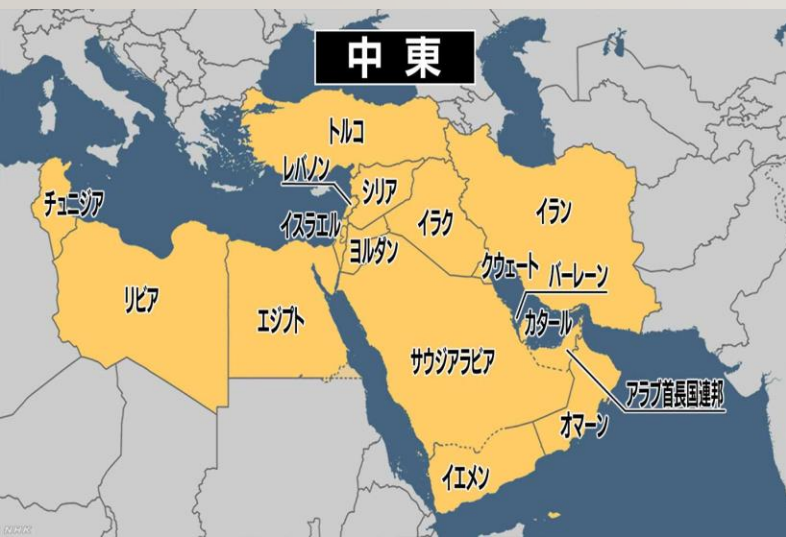 中東
トルコ
レバノン
シリア
チュニジア
イスラエル
イラク
イラン
ヨルダン
クウェート
バーレーン
リビア
エジプト
カタール
サウジアラビア
アラブ首長国連邦
オマーン
イエメン
NHK